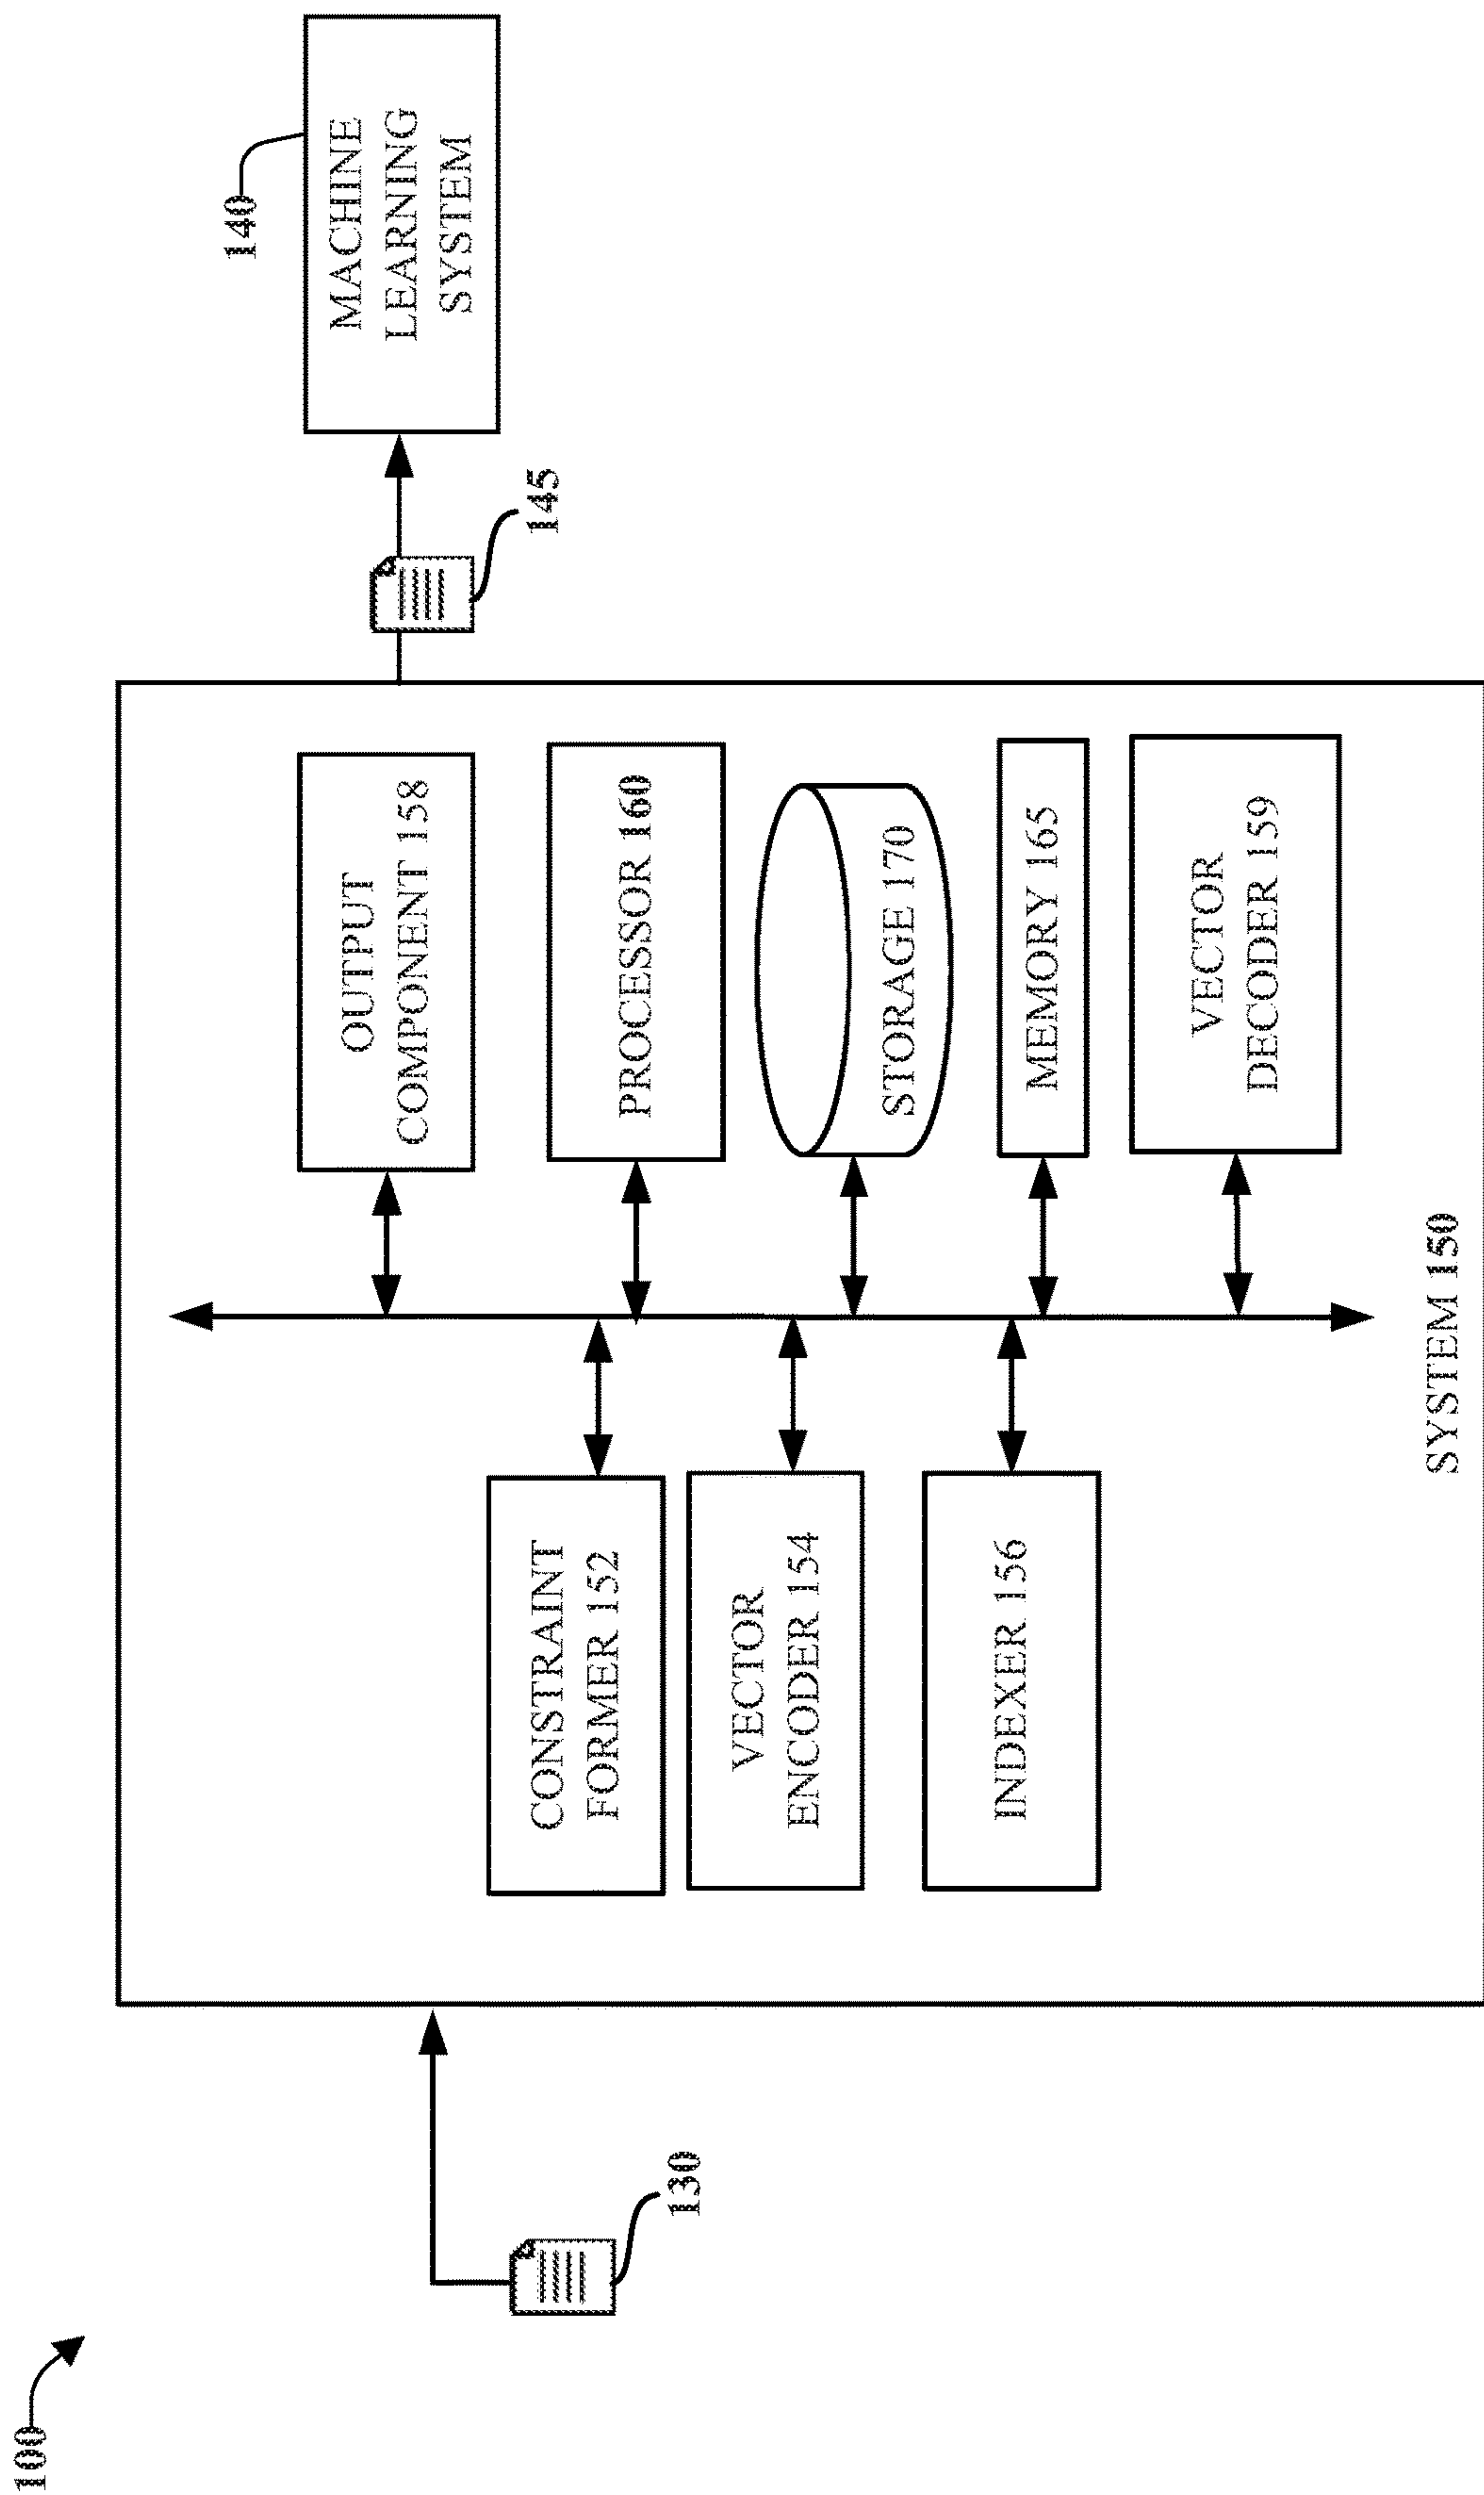 100
130
SYSTEM 150
CONSTRAINT
FORMER 152
VECTOR
ENCODER 154
INDEXER 156
OUTPUT
COMPONENT 158
PROCESSOR 160
STORAGE 170
MEMORY 165
VECTOR
DECODER 159
145
140
MACHINE
LEARNING
SYSTEM